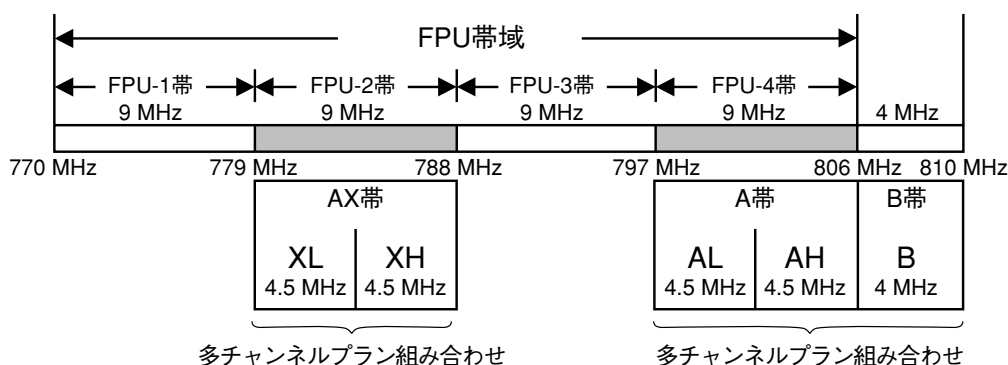 FPU帯域
FPU-1帯 FPU-2帯 FPU-3帯 FPU-4帯
9 MHz 9 MHz 9 MHz 9 MHz 4 MHz
770 MHz 779 MHz 788 MHz 797 MHz 806 MHz 810 MHz
AX帯 A帯 B帯
XL XH AL AH B
4.5 MHz 4.5 MHz 4.5 MHz 4.5 MHz 4 MHz
多チャンネルプラン組み合わせ 多チャンネルプラン組み合わせ